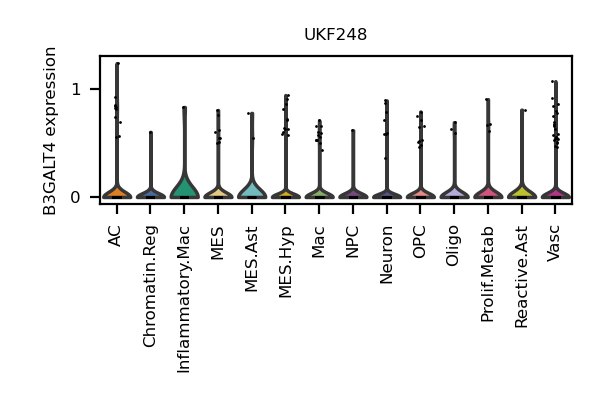 UKF248
B3GALT4 expression
1
0
AC
Chromatin.Reg
Inflammatory.Mac
MES
MES.Ast
MES.Hyp
Mac
NPC
Neuron
OPC
Oligo
Prolif.Metab
Reactive.Ast
Vasc